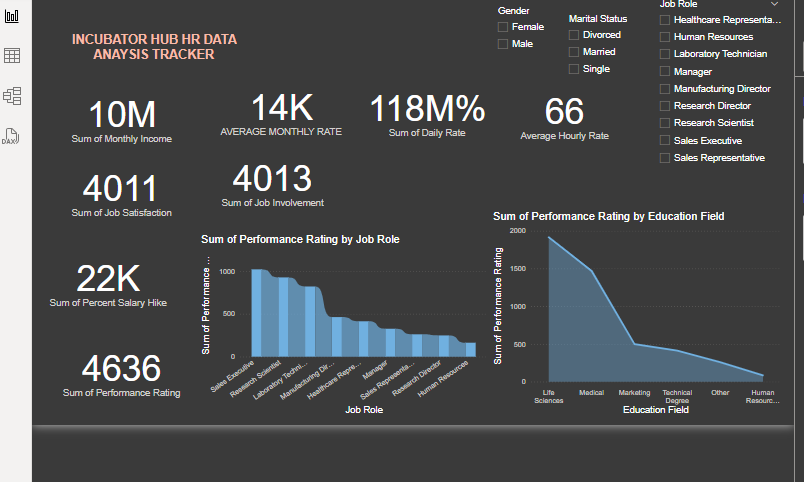 DAX
INCUBATOR HUB HR DATA
ANAYSIS TRACKER
Gender
Female
Male
Marital Status
Divorced
Married
Single
Job Role
Healthcare Representa...
Human Resources
Laboratory Technician
Manager
Manufacturing Director
Research Director
Research Scientist
Sales Executive
Sales Representative
10M
Sum of Monthly Income
14K
AVERAGE MONTHLY RATE
118M%
Sum of Daily Rate
66
Average Hourly Rate
4011
Sum of Job Satisfaction
4013
Sum of Job Involvement
22K
Sum of Percent Salary Hike
4636
Sum of Performance Rating
Sum of Performance Rating by Job Role
Sum of Performance ...
1000
500
0
Sales Executive
Research Scientist
Laboratory Techni...
Manufacturing Dir...
Healthcare Repre...
Manager
Sales Representa...
Research Director
Human Resources
Job Role
Sum of Performance Rating by Education Field
Sum of Performance Rating
2000
1500
1000
500
0
Life
Sciences
Medical
Marketing
Technical
Degree
Other
Human
Resourc...
Education Field